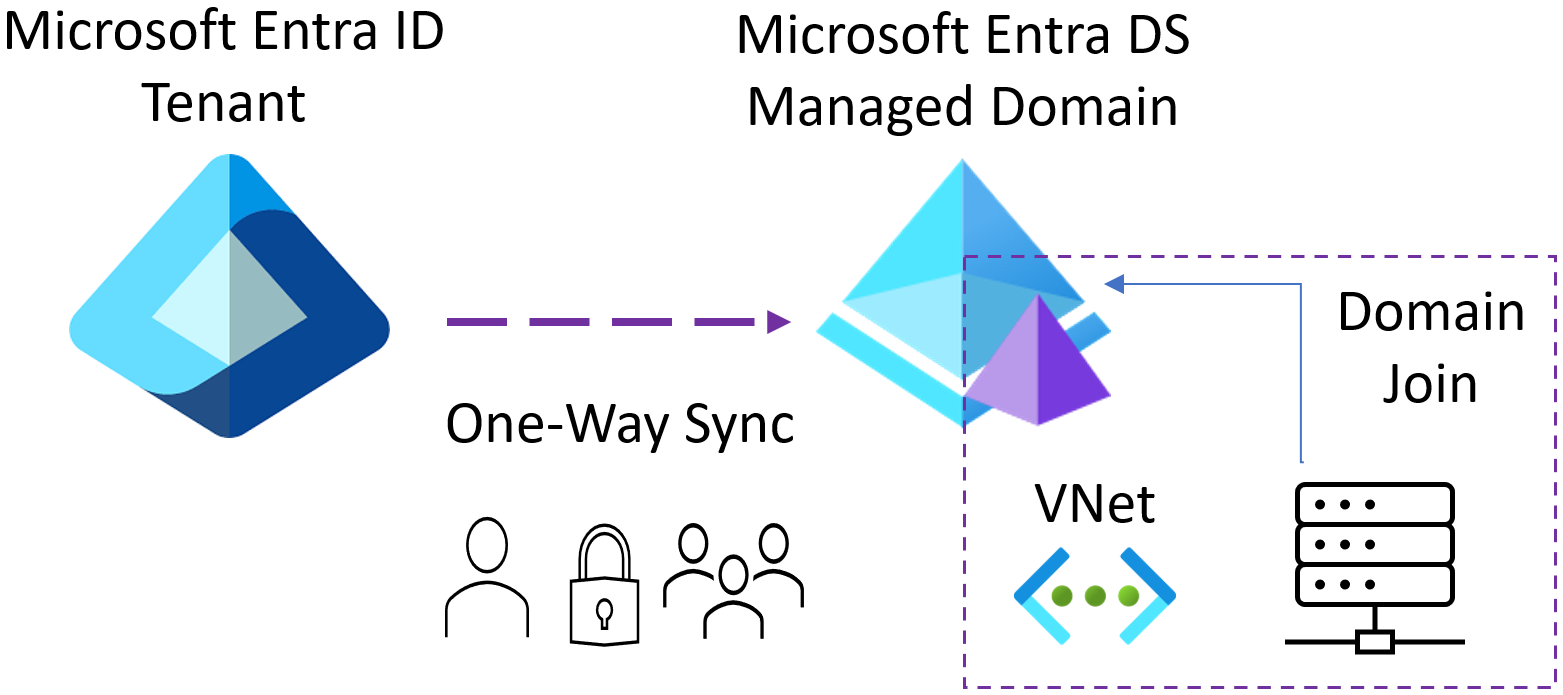 Microsoft Entra ID
Tenant
Microsoft Entra DS
Managed Domain
One-Way Sync
Domain
Join
VNet